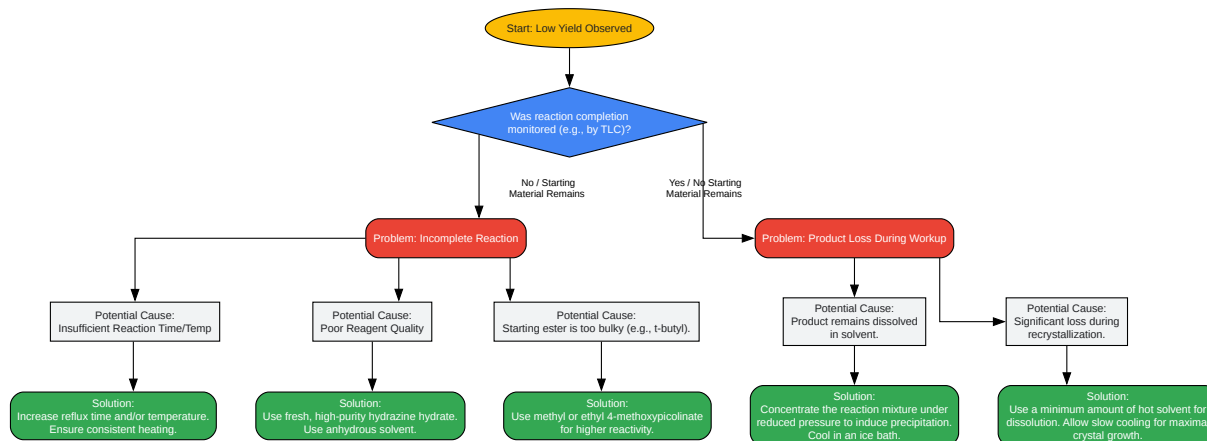 Start: Low Yield Observed
Was reaction completion
monitored (e.g., by TLC)?
No / Starting
Material Remains
Yes / No Starting
Material Remains
Problem: Incomplete Reaction
Problem: Product Loss During Workup
Potential Cause:
Insufficient Reaction Time/Temp
Potential Cause:
Poor Reagent Quality
Potential Cause:
Starting ester is too bulky (e.g., t-butyl).
Potential Cause:
Product remains dissolved
in solvent.
Potential Cause:
Significant loss during
recrystallization.
Solution:
Increase reflux time and/or temperature.
Ensure consistent heating.
Solution:
Use fresh, high-purity hydrazine hydrate.
Use anhydrous solvent.
Solution:
Use methyl or ethyl 4-methoxypicolinate
for higher reactivity.
Solution:
Concentrate the reaction mixture under
reduced pressure to induce precipitation.
Cool in an ice bath.
Solution:
Use a minimum amount of hot solvent for
dissolution. Allow slow cooling for maxima
crystal growth.